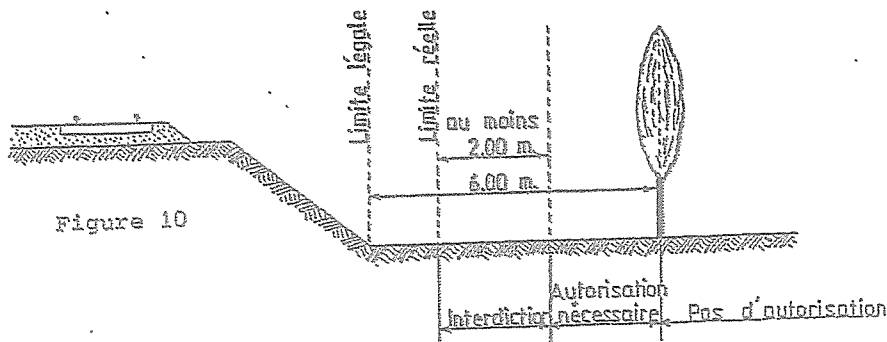 Limite légale
Limite réelle
au moins
2.00 m.
6.00 m.
Figure 10
Interdiction
Autorisation
nécessaire
Pas d'autorisation